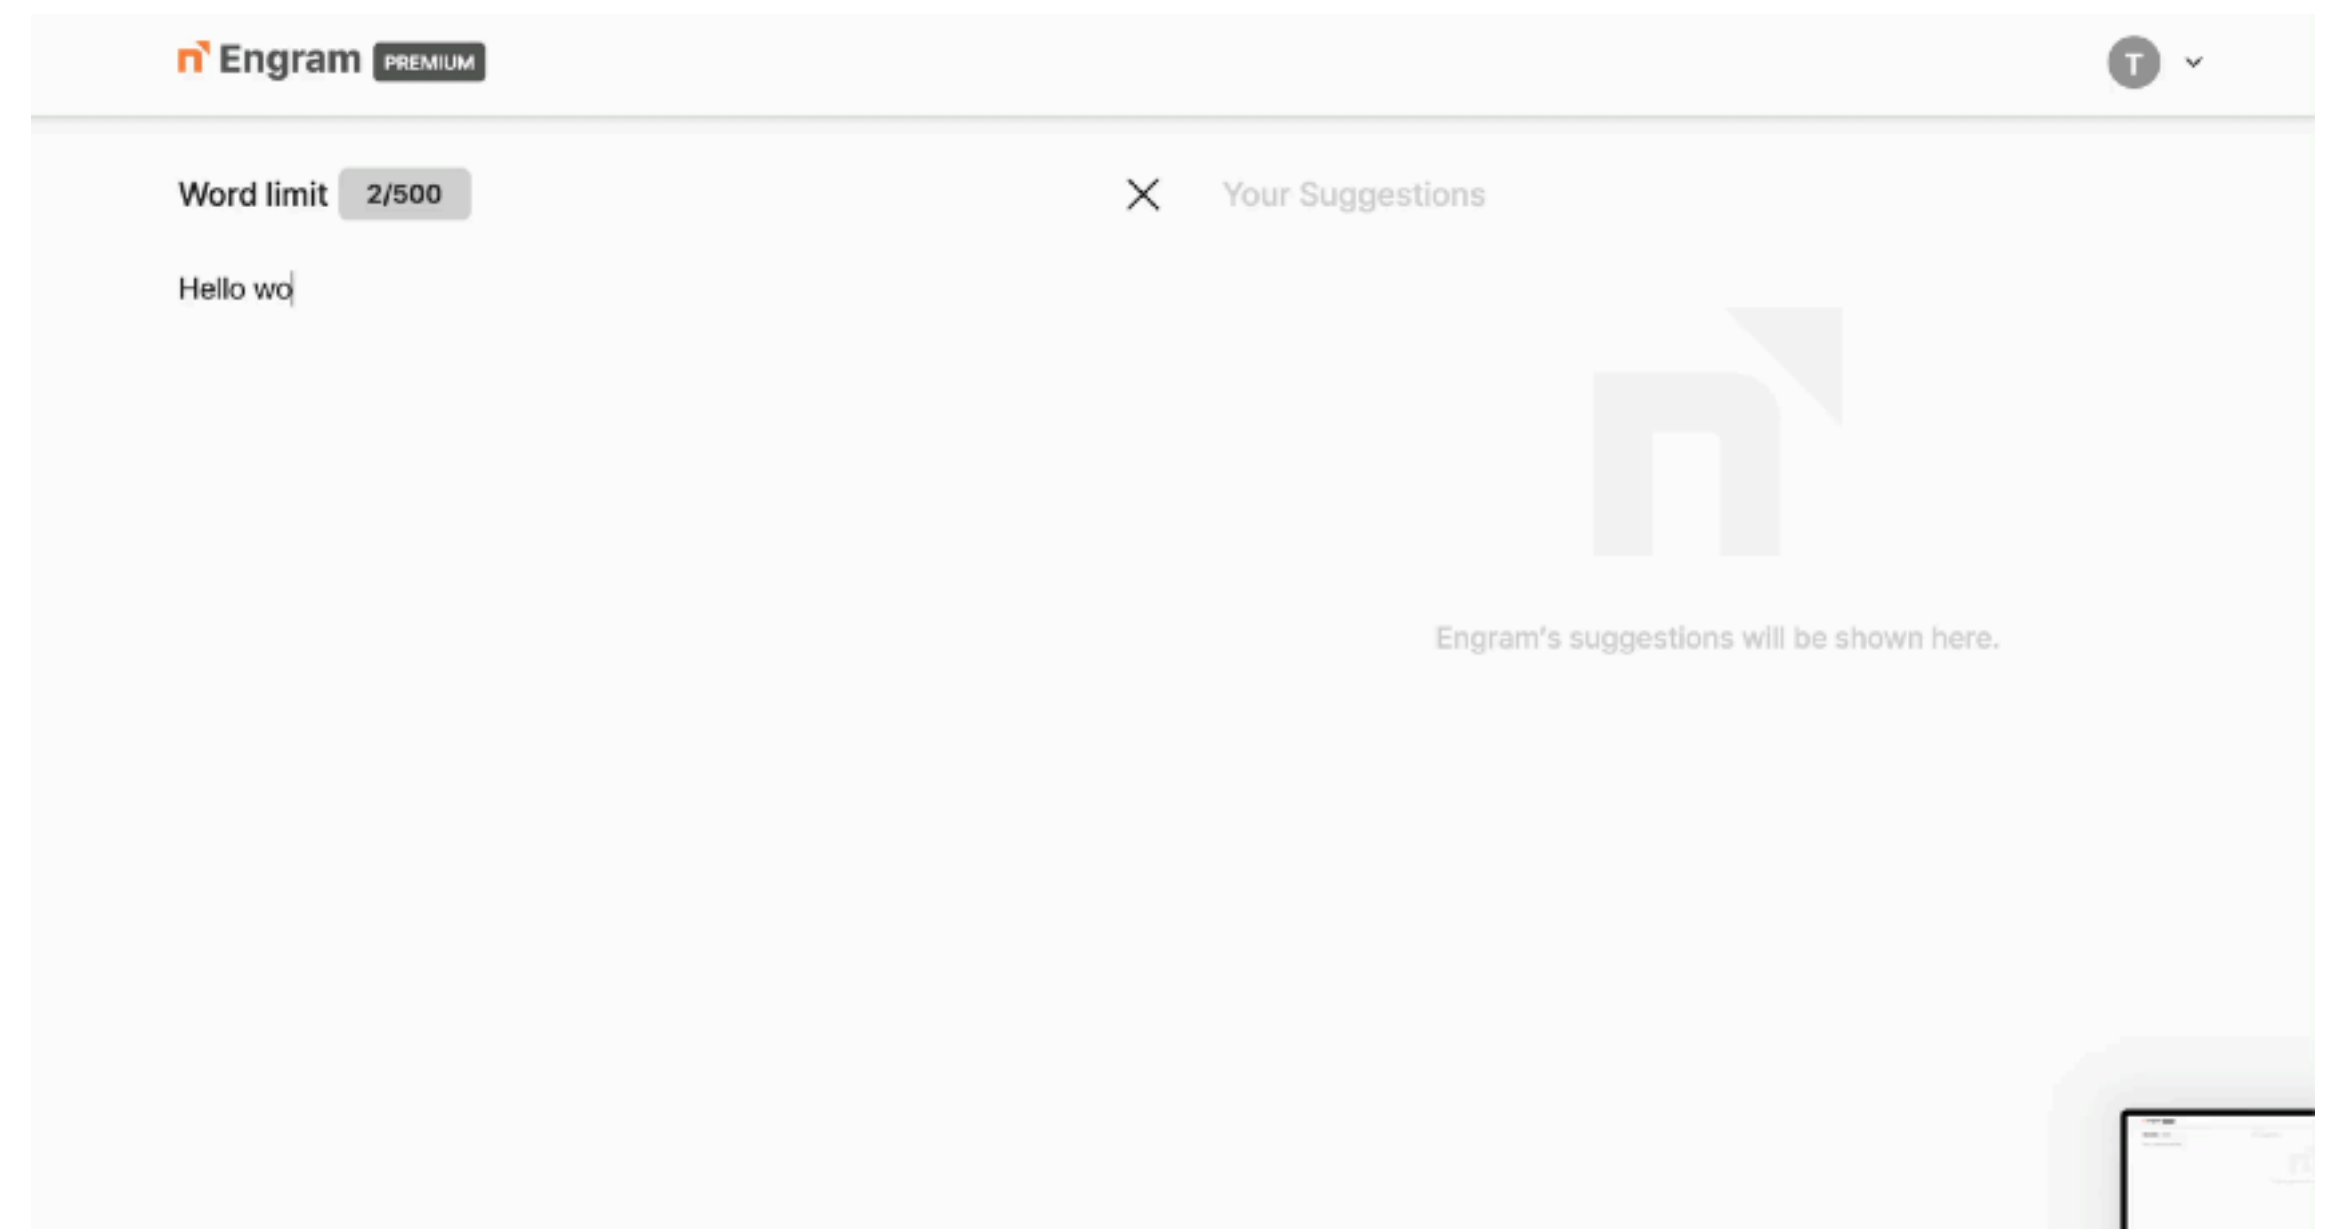 Engram PREMIUM
T
Word limit 2/500
Your Suggestions
Hello wo
Engram's suggestions will be shown here.